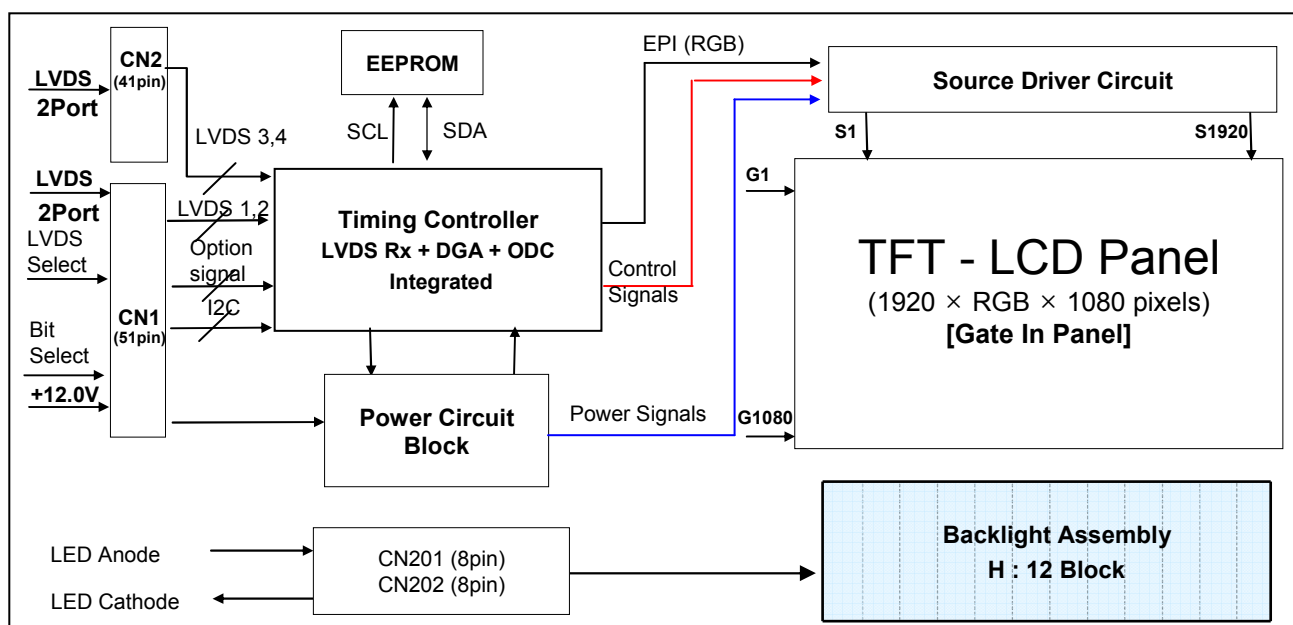 CN2
(41pin)
LVDS
2Port
EEPROM
SCL
SDA
LVDS 3,4
EPI (RGB)
Source Driver Circuit
S1
S1920
LVDS
2Port
LVDS
Select
Bit
Select
+12.0V
CN1
(51pin)
LVDS 1,2
Option
signal
I2C
Timing Controller
LVDS Rx + DGA + ODC
Integrated
Control
Signals
G1
G1080
TFT - LCD Panel
(1920 × RGB × 1080 pixels)
[Gate In Panel]
Power Circuit
Block
Power Signals
LED Anode
LED Cathode
CN201 (8pin)
CN202 (8pin)
Backlight Assembly
H : 12 Block